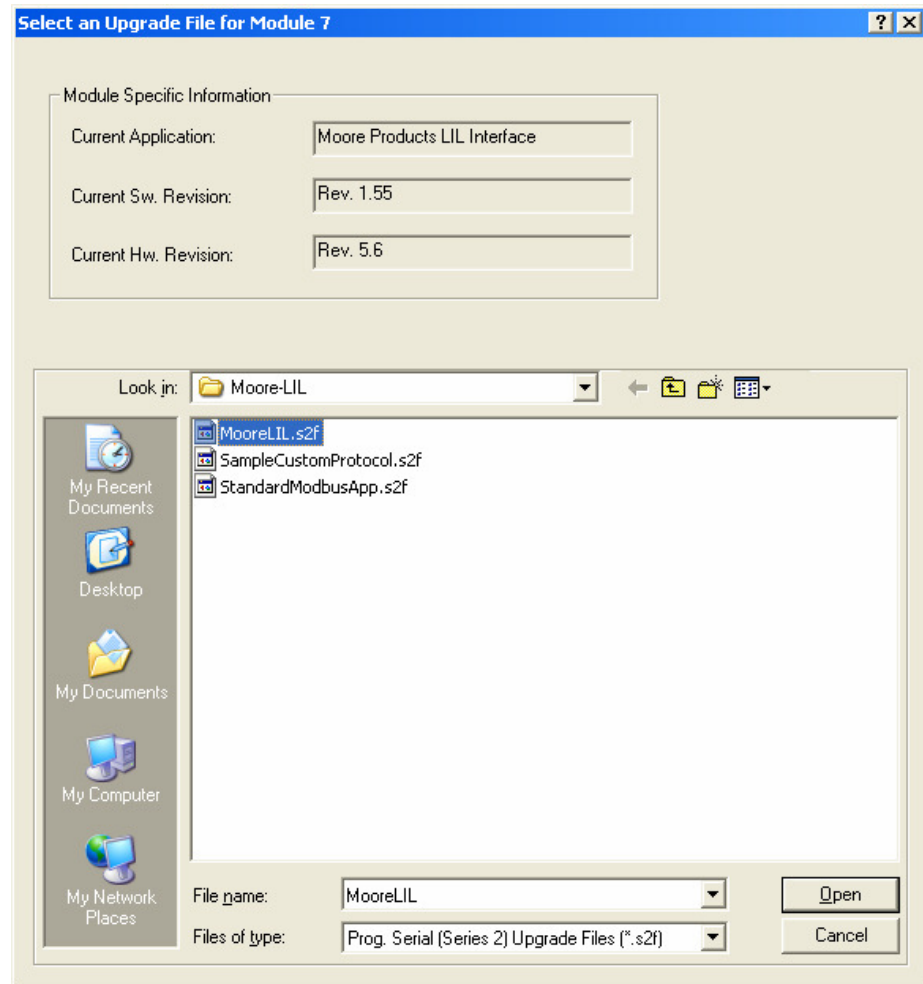 Select an Upgrade File for Module 7
Module Specific Information
Current Application: Moore Products LIL Interface
Current Sw. Revision: Rev. 1.55
Current Hw. Revision: Rev. 5.6
Look in: Moore-LIL
MooreLIL.s2f
SampleCustomProtocol.s2f
StandardModbusApp.s2f
My Recent
Documents
Desktop
My Documents
My Computer
My Network
Places
File name: MooreLIL Open
Files of type: Prog. Serial (Series 2) Upgrade Files (*.s2f) Cancel